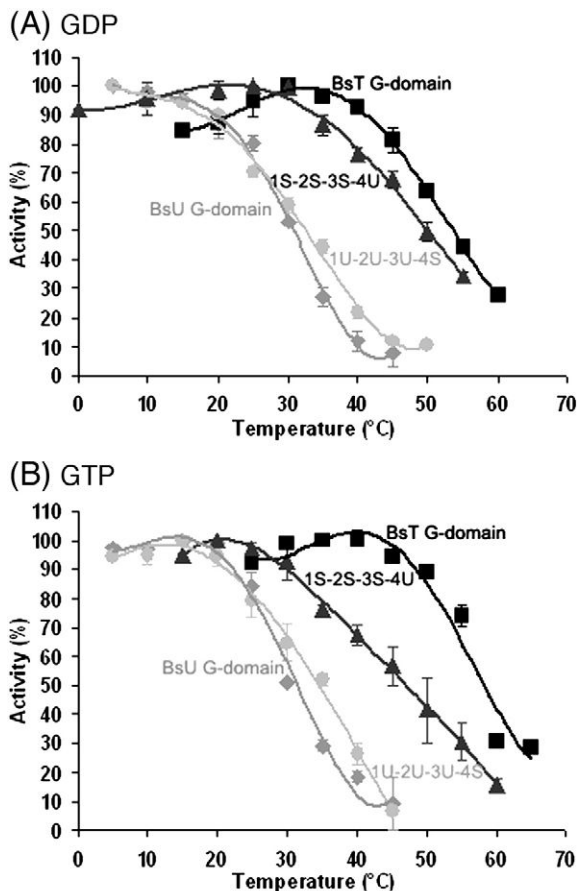 (A) GDP
110
100
90
80
70
60
50
40
30
20
10
0
Activity (%)
BsT G-domain
1S-2S-3S-4U
BsU G-domain
1U-2U-3U-4S
0 10 20 30 40 50 60 70
Temperature (°C)
(B) GTP
110
100
90
80
70
60
50
40
30
20
10
0
Activity (%)
BsT G-domain
1S-2S-3S-4U
BsU G-domain
1U-2U-3U-4S
0 10 20 30 40 50 60 70
Temperature (°C)